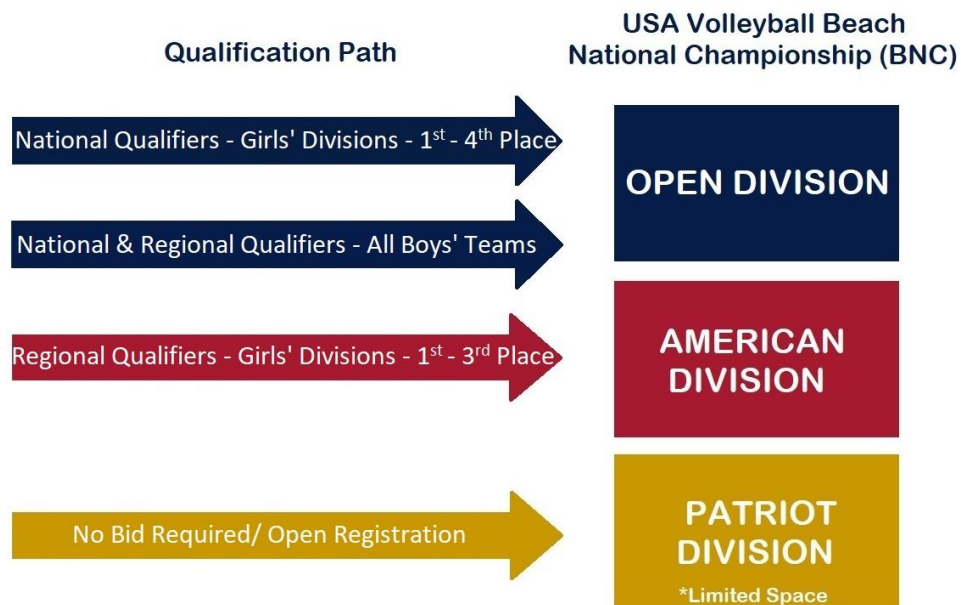 Qualification Path
USA Volleyball Beach
National Championship (BNC)
National Qualifiers - Girls' Divisions - 1st - 4th Place
National & Regional Qualifiers - All Boys' Teams
OPEN DIVISION
Regional Qualifiers - Girls' Divisions - 1st - 3rd Place
AMERICAN
DIVISION
No Bid Required/ Open Registration
PATRIOT
DIVISION
*Limited Space